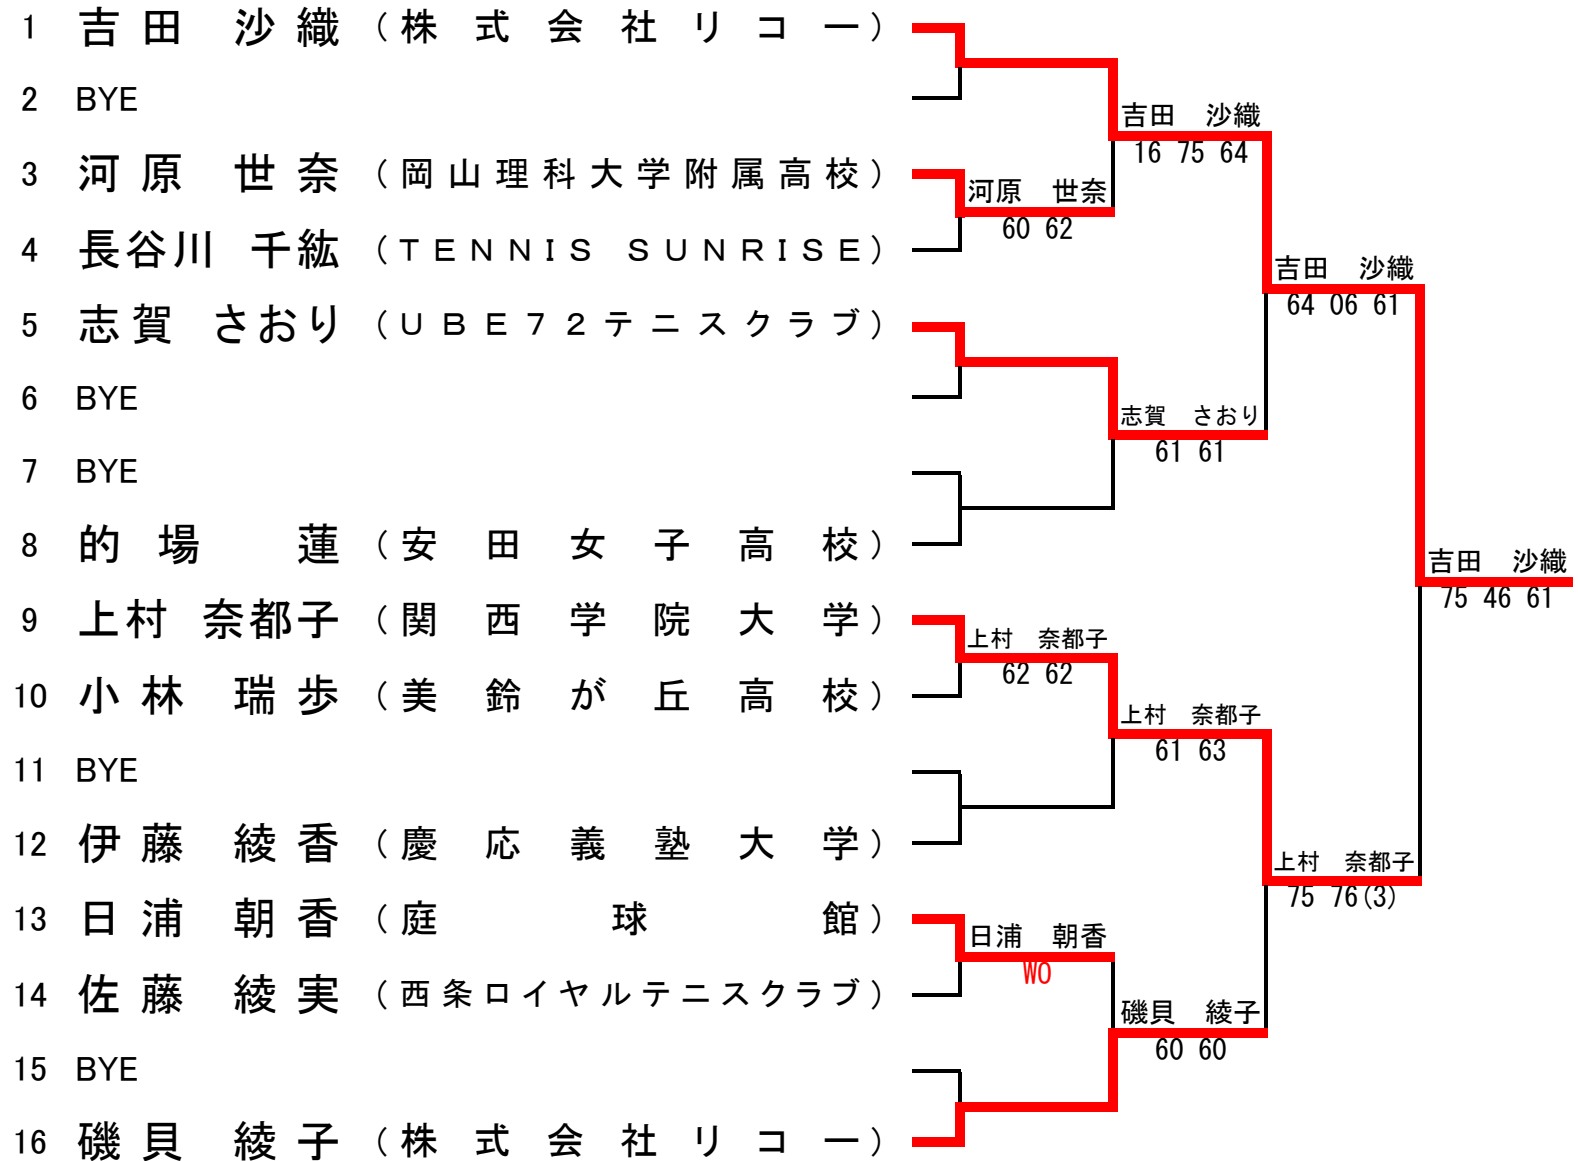 1 吉田 沙織 (株式会社リコー)
2 BYE
吉田 沙織
16 75 64
3 河原 世奈 (岡山理科大学附属高校)
河原 世奈
60 62
4 長谷川 千紘 (TENNIS SUNRISE)
吉田 沙織
64 06 61
5 志賀 さおり (UBE72テニスクラブ)
6 BYE
志賀 さおり
61 61
7 BYE
8 的場 蓮 (安田女子高校)
吉田 沙織
75 46 61
9 上村 奈都子 (関西学院大学)
上村 奈都子
62 62
10 小林 瑞歩 (美鈴が丘高校)
上村 奈都子
61 63
11 BYE
12 伊藤 綾香 (慶応義塾大学)
上村 奈都子
75 76(3)
13 日浦 朝香 (庭球館)
日浦 朝香
WO
14 佐藤 綾実 (西条ロイヤルテニスクラブ)
磯貝 綾子
60 60
15 BYE
16 磯貝 綾子 (株式会社リコー)